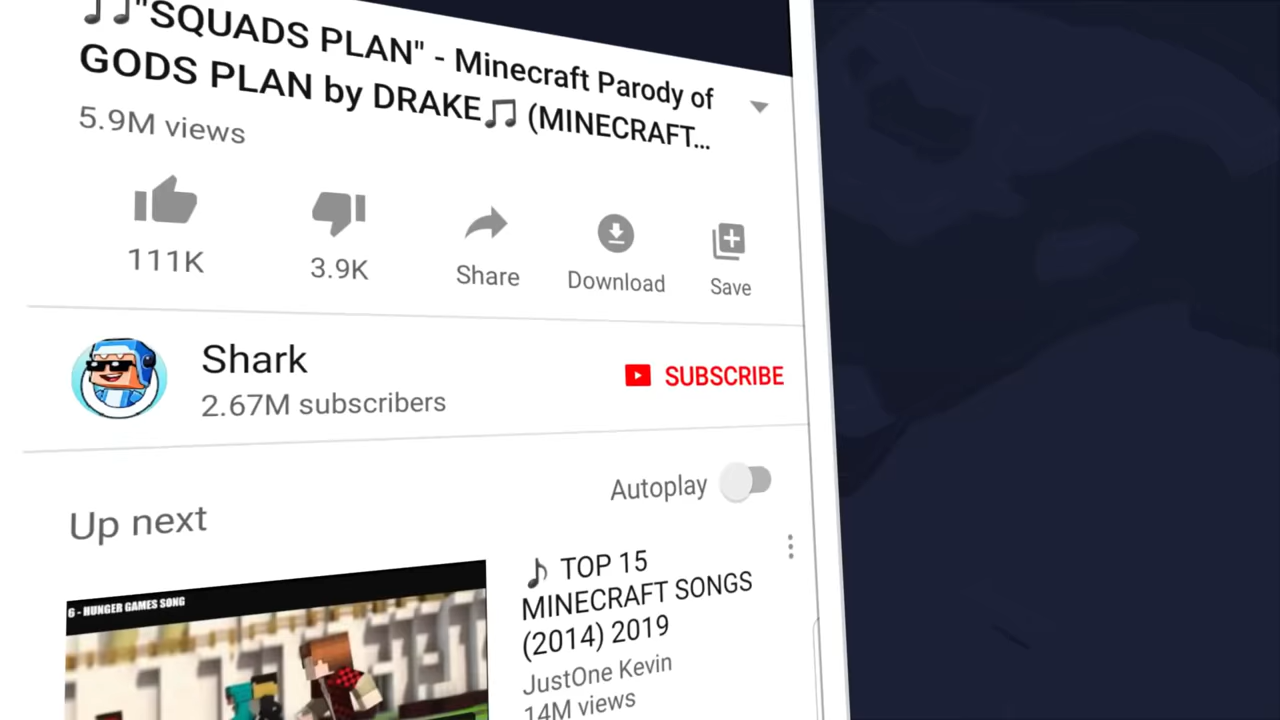 🎵"SQUADS PLAN" - Minecraft Parody of
GODS PLAN by DRAKE🎵 (MINECRAFT...
5.9M views
111K
3.9K
Share
Download
Save
Shark
2.67M subscribers
SUBSCRIBE
Autoplay
Up next
6 - HUNGER GAMES SONG
♪ TOP 15
MINECRAFT SONGS
(2014) 2019
JustOne Kevin
14M views